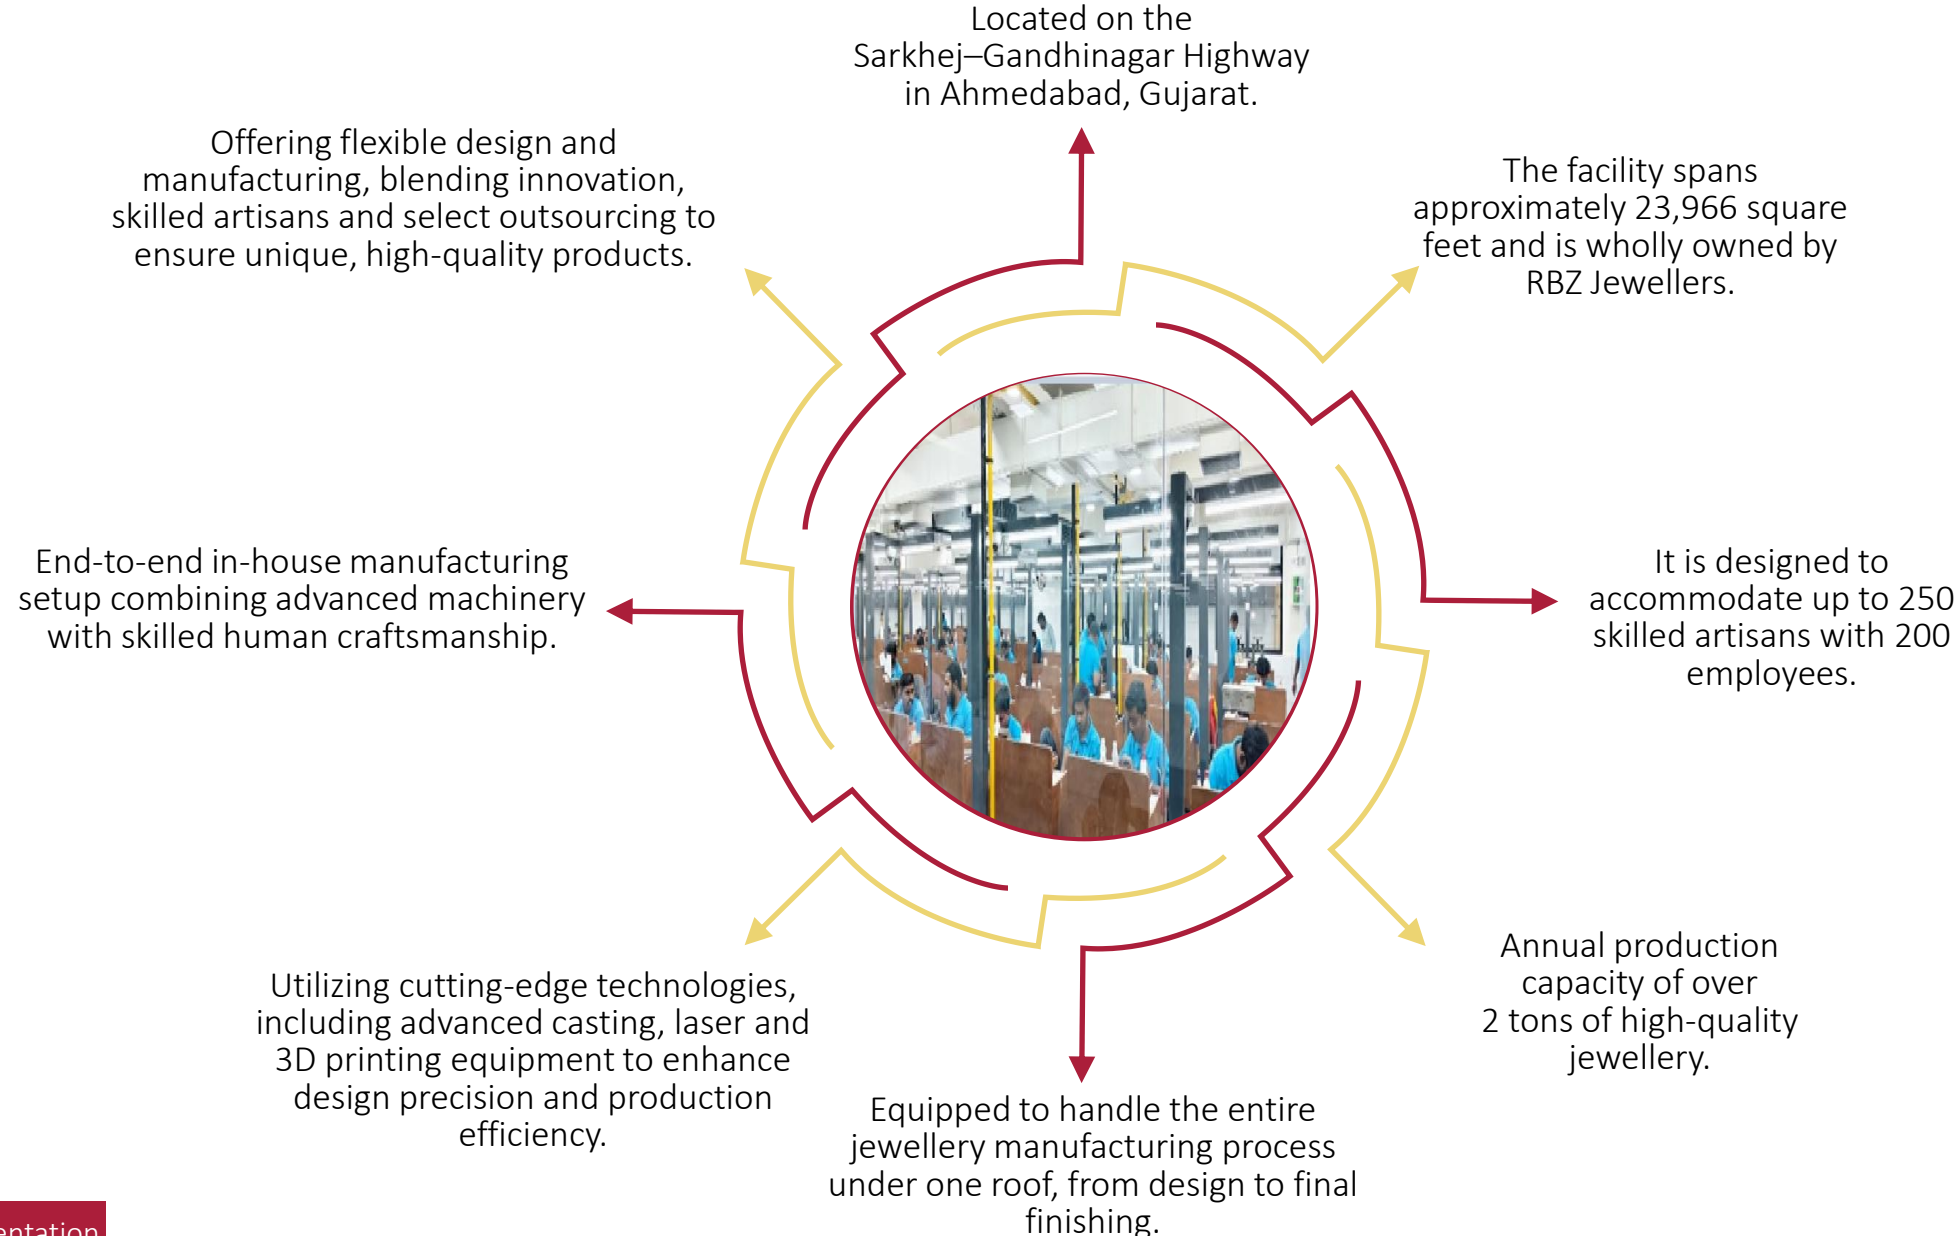 Located on the
Sarkhej–Gandhinagar Highway
in Ahmedabad, Gujarat.
The facility spans
approximately 23,966 square
feet and is wholly owned by
RBZ Jewellers.
It is designed to
accommodate up to 250
skilled artisans with 200
employees.
Annual production
capacity of over
2 tons of high-quality
jewellery.
Equipped to handle the entire
jewellery manufacturing process
under one roof, from design to final
finishing.
Utilizing cutting-edge technologies,
including advanced casting, laser and
3D printing equipment to enhance
design precision and production
efficiency.
End-to-end in-house manufacturing
setup combining advanced machinery
with skilled human craftsmanship.
Offering flexible design and
manufacturing, blending innovation,
skilled artisans and select outsourcing to
ensure unique, high-quality products.